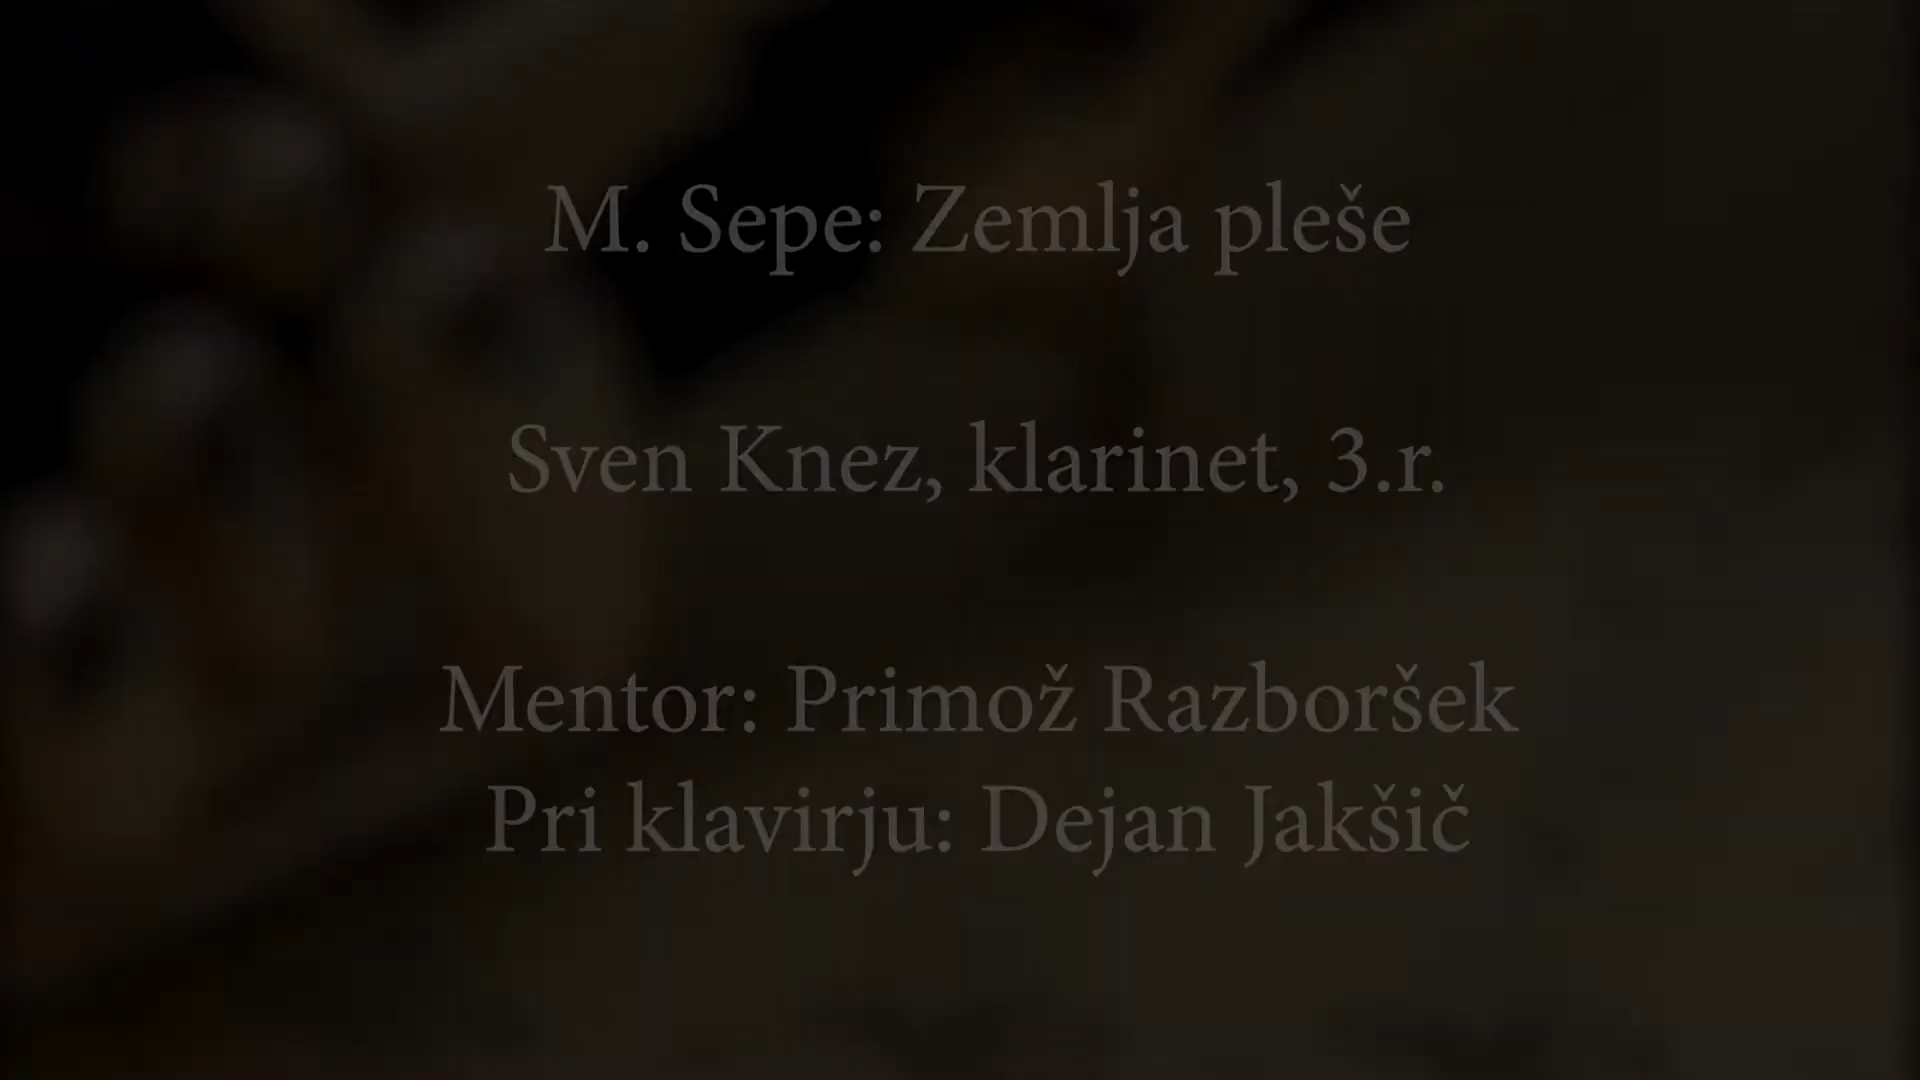 M. Sepe: Zemlja pleše
Sven Knez, klarinet, 3.r.
Mentor: Primož Razboršek
Pri klavirju: Dejan Jakšič